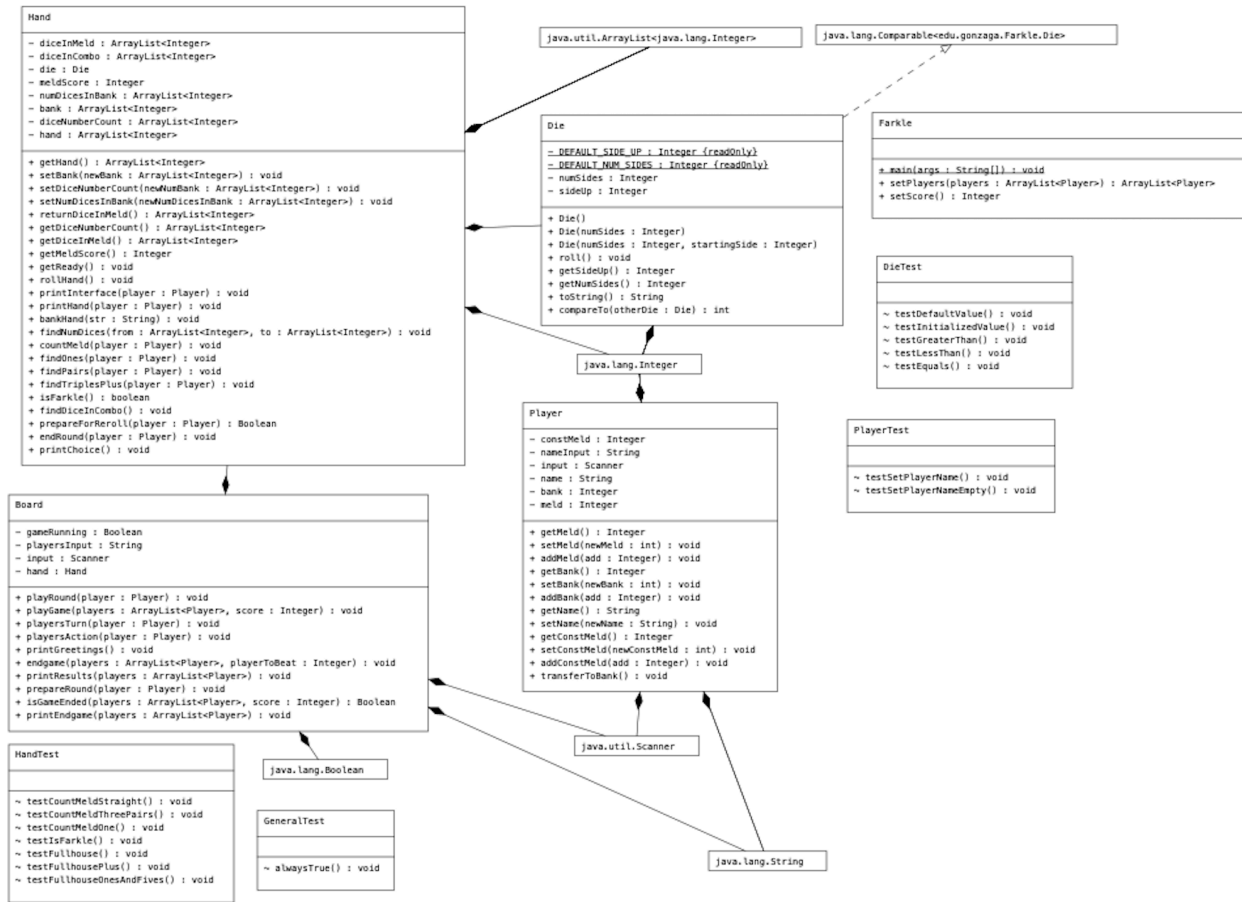 Hand
– diceInMeld : ArrayList<Integer>
– diceInCombo : ArrayList<Integer>
– die : Die
– meldScore : Integer
– numDicesInBank : ArrayList<Integer>
– bank : ArrayList<Integer>
– diceNumberCount : ArrayList<Integer>
– hand : ArrayList<Integer>
+ getHand() : ArrayList<Integer>
+ setBank(newBank : ArrayList<Integer>) : void
+ setDiceNumberCount(newNumBank : ArrayList<Integer>) : void
+ setNumDicesInBank(newNumDicesInBank : ArrayList<Integer>) : void
+ returnDiceInMeld() : ArrayList<Integer>
+ getDiceNumberCount() : ArrayList<Integer>
+ getDiceInMeld() : ArrayList<Integer>
+ getMeldScore() : Integer
+ getReady() : void
+ rollHand() : void
+ printInterface(player : Player) : void
+ printHand(player : Player) : void
+ bankHand(str : String) : void
+ findNumDices(from : ArrayList<Integer>, to : ArrayList<Integer>) : void
+ countMeld(player : Player) : void
+ findOnes(player : Player) : void
+ findPairs(player : Player) : void
+ findTriplesPlus(player : Player) : void
+ isFarkle() : boolean
+ findDiceInCombo() : void
+ prepareForReroll(player : Player) : Boolean
+ endRound(player : Player) : void
+ printChoice() : void
java.util.ArrayList<java.lang.Integer>
java.lang.Comparable<edu.gonzaga.Farkle.Die>
Die
– DEFAULT_SIDE_UP : Integer {readOnly}
– DEFAULT_NUM_SIDES : Integer {readOnly}
– numSides : Integer
– sideUp : Integer
+ Die()
+ Die(numSides : Integer)
+ Die(numSides : Integer, startingSide : Integer)
+ roll() : void
+ getSideUp() : Integer
+ getNumSides() : Integer
+ toString() : String
+ compareTo(otherDie : Die) : int
Farkle
+ main(args : String[]) : void
+ setPlayers(players : ArrayList<Player>) : ArrayList<Player>
+ setScore() : Integer
DieTest
~ testDefaultValue() : void
~ testInitializedValue() : void
~ testGreaterThan() : void
~ testLessThan() : void
~ testEquals() : void
java.lang.Integer
Player
– constMeld : Integer
– nameInput : String
– input : Scanner
– name : String
– bank : Integer
– meld : Integer
+ getMeld() : Integer
+ setMeld(newMeld : int) : void
+ addMeld(add : Integer) : void
+ getBank() : Integer
+ setBank(newBank : int) : void
+ addBank(add : Integer) : void
+ getName() : String
+ setName(newName : String) : void
+ getConstMeld() : Integer
+ setConstMeld(newConstMeld : int) : void
+ addConstMeld(add : Integer) : void
+ transferToBank() : void
PlayerTest
~ testSetPlayerName() : void
~ testSetPlayerNameEmpty() : void
Board
– gameRunning : Boolean
– playersInput : String
– input : Scanner
– hand : Hand
+ playRound(player : Player) : void
+ playGame(players : ArrayList<Player>, score : Integer) : void
+ playersTurn(player : Player) : void
+ playersAction(player : Player) : void
+ printGreetings() : void
+ endgame(players : ArrayList<Player>, playerToBeat : Integer) : void
+ printResults(players : ArrayList<Player>) : void
+ prepareRound(player : Player) : void
+ isGameEnded(players : ArrayList<Player>, score : Integer) : Boolean
+ printEndgame(players : ArrayList<Player>) : void
java.util.Scanner
java.lang.Boolean
HandTest
~ testCountMeldStraight() : void
~ testCountMeldThreePairs() : void
~ testCountMeldOne() : void
~ testIsFarkle() : void
~ testFullhouse() : void
~ testFullhousePlus() : void
~ testFullhouseOnesAndFives() : void
GeneralTest
~ alwaysTrue() : void
java.lang.String